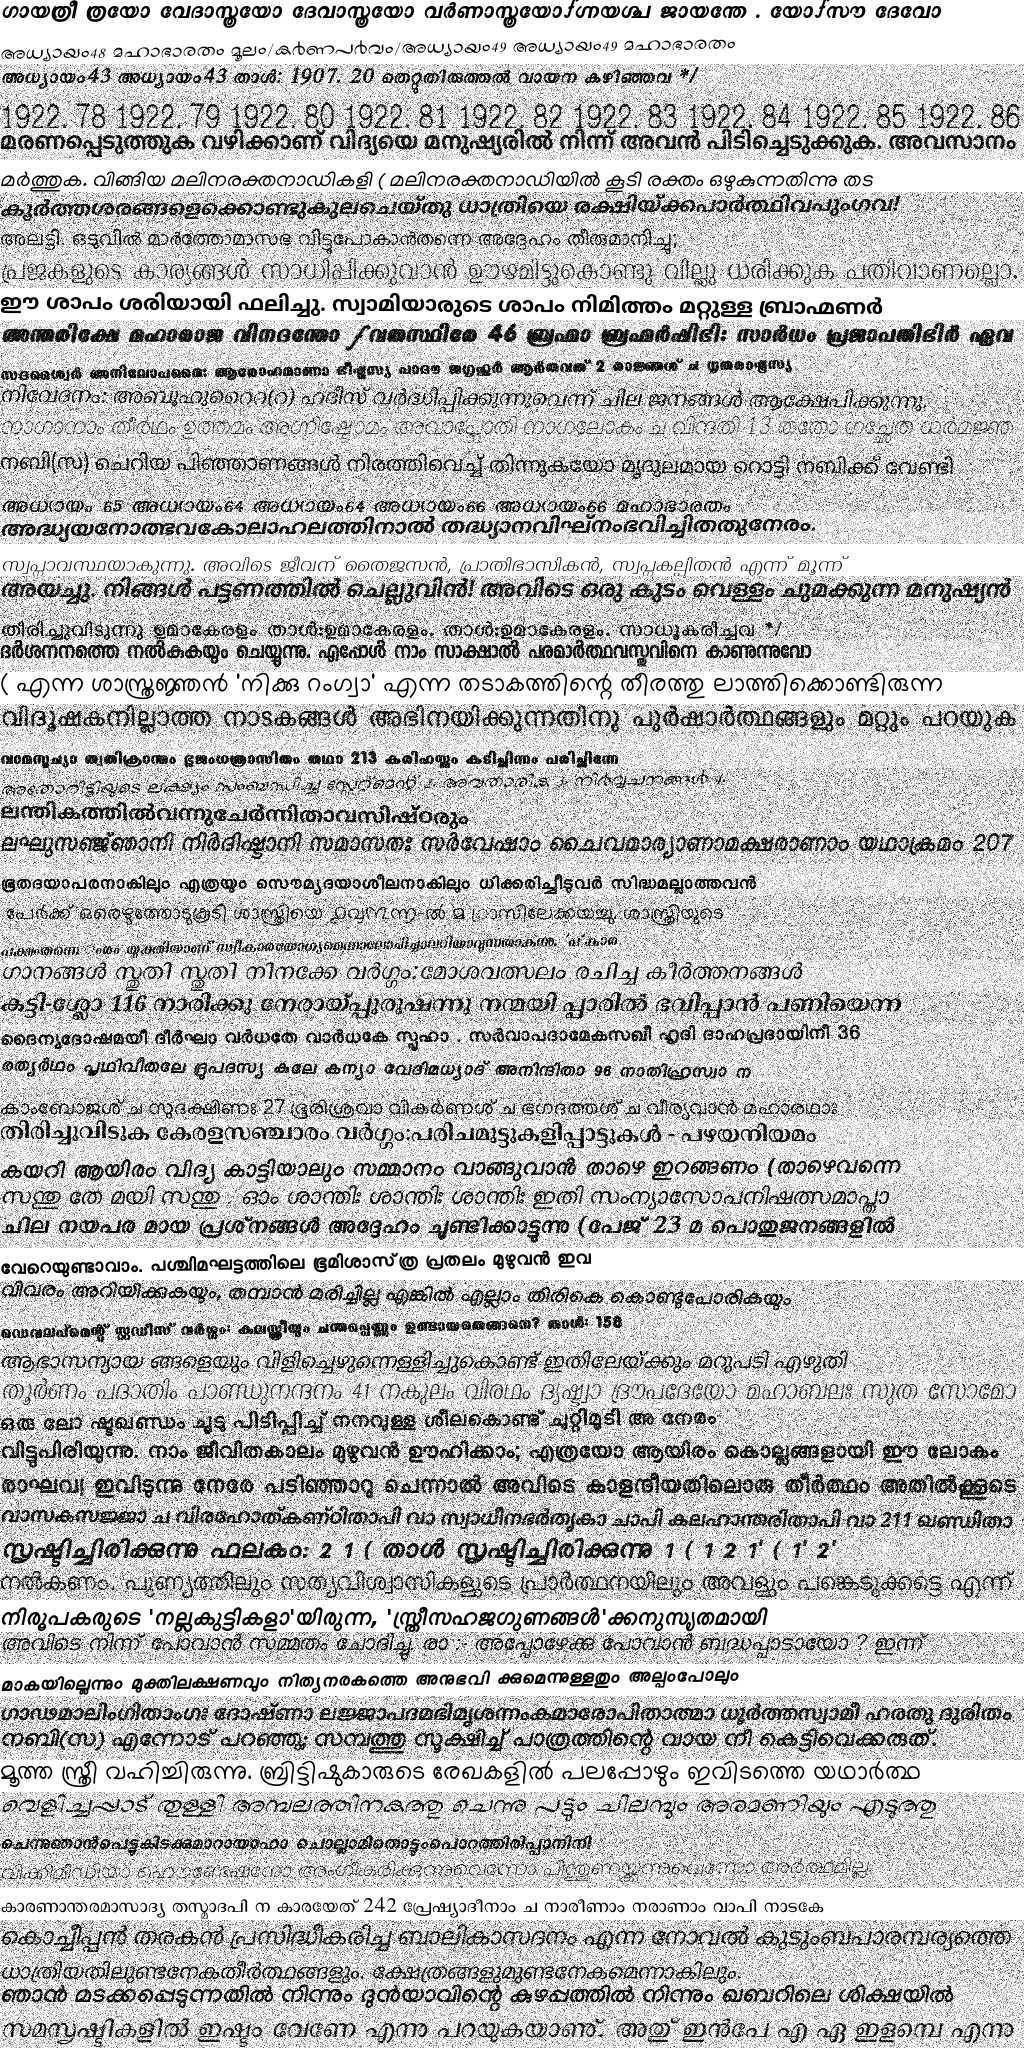 ഗായത്രീ ത്രയോ വേദാസ്ത്രയോ ദേവാസ്ത്രയോ വർണാസ്ത്രയോഽഗ്നയശ്ച ജായന്തേ . യോഽസൗ ദേവോ
അധ്യായം48 മഹാഭാരതം മൂലം/കർണപർവം/അധ്യായം49 അധ്യായം49 മഹാഭാരതം
അധ്യായം43 അധ്യായം43 താൾ: 1907. 20 തെറ്റുതിരുത്തൽ വായന കഴിഞ്ഞവ */
1922. 78 1922. 79 1922. 80 1922. 81 1922. 82 1922. 83 1922. 84 1922. 85 1922. 86
മരണപ്പെടുത്തുക വഴിക്കാണ് വിദ്യയെ മനുഷ്യരിൽ നിന്ന് അവൻ പിടിച്ചെടുക്കുക. അവസാനം
മർത്തുക. വിങ്ങിയ മലിനരക്തനാഡികളി ( മലിനരക്തനാഡിയിൽ കൂടി രക്തം ഒഴുകുന്നതിന്നു തട
കൂർത്തശരങ്ങളെക്കൊണ്ടുകുലചെയ്തു ധാത്രിയെ രക്ഷിയ്ക്കപാർത്ഥിവപുംഗവ!
അലട്ടി. ഒടുവിൽ മാർത്തോമാസഭ വിട്ടുപോകാൻതന്നെ അദ്ദേഹം തീരുമാനിച്ചു;
പ്രജകളുടെ കാര്യങ്ങൾ സാധിപ്പിക്കുവാൻ ഊഴമിട്ടുകൊണ്ടു വില്ലു ധരിക്കുക പതിവാണല്ലൊ.
ഈ ശാപം ശരിയായി ഫലിച്ചു. സ്വാമിയാരുടെ ശാപം നിമിത്തം മറ്റുള്ള ബ്രാഹ്മണർ
അന്തരിക്ഷേ മഹാരാജ വിനദന്തോ ഽവതസ്ഥിരേ 46 ബ്രഹ്മാ ബ്രഹ്മർഷിഭിഃ സാർധം പ്രജാപതിഭിർ ഏവ
സദശ്വൈർ അനിലോപമൈഃ ആരോഹമാണാ ഭീഷ്മസ്യ പാദൗ ജഗൃഹുർ ആർതവത് 2 രാജ്ഞശ് ച ധൃതരാഷ്ട്രസ്യ
നിവേദനം: അബൂഹുറൈറ(റ) ഹദീസ് വർദ്ധിപ്പിക്കുന്നുവെന്ന് ചില ജനങ്ങൾ ആക്ഷേപിക്കുന്നു.
നാഗാനാം തീർഥം ഉത്തമം അഗ്നിഷ്ടോമം അവാപ്നോതി നാഗലോകം ച വിന്ദതി 13 തതോ ഗച്ഛേത ധർമജ്ഞ
നബി(സ) ചെറിയ പിഞ്ഞാണങ്ങൾ നിരത്തിവെച്ച് തിന്നുകയോ മൃദുലമായ റൊട്ടി നബിക്ക് വേണ്ടി
അധ്യായം 65 അധ്യായം64 അധ്യായം64 അധ്യായം66 അധ്യായം66 മഹാഭാരതം
അദ്ധ്യയനോത്ഭവകോലാഹലത്തിനാൽ തദ്ധ്യാനവിഘ്നംഭവിച്ചിതതുനേരം.
സ്വപ്നാവസ്ഥയാകുന്നു. അവിടെ ജീവന് തൈജസൻ, പ്രാതിഭാസികൻ, സ്വപ്നകല്പിതൻ എന്ന് മൂന്ന്
അയച്ചു. നിങ്ങൾ പട്ടണത്തിൽ ചെല്ലുവിൻ! അവിടെ ഒരു കുടം വെള്ളം ചുമക്കുന്ന മനുഷ്യൻ
തിരിച്ചുവിടുന്നു ഉമാകേരളം താൾ:ഉമാകേരളം. താൾ:ഉമാകേരളം. സാധൂകരിച്ചവ */
ദർശനനത്തെ നൽകുകയും ചെയ്യുന്നു. ഏപ്പോൾ നാം സാക്ഷാൽ പരമാർത്ഥവസ്തുവിനെ കാണുന്നുവോ
( എന്ന ശാസ്ത്രജ്ഞൻ 'നിക്കു റംഗ്വാ' എന്ന തടാകത്തിന്റെ തീരത്തു ലാത്തിക്കൊണ്ടിരുന്ന
വിദൂഷകനില്ലാത്ത നാടകങ്ങൾ അഭിനയിക്കുന്നതിനു പുർഷാർത്ഥങ്ങളും മറ്റും പറയുക
വാമസൂച്യാ ത്വതിക്രാന്തം ഭുജംഗത്രാസിതം തഥാ 213 കരിഹസ്തം കടിച്ഛിന്നം പരിച്ഛിന്നേ
അതോറിട്ടിയുടെ ലക്ഷ്യം സംബന്ധിച്ച സ്റ്റേറ്റ്മെന്റ് 2. അവതാരിക 3. നിർവ്വചനങ്ങൾ 4.
ലന്തികത്തിൽവന്നുചേർന്നിതാവസിഷ്ഠരും
ലഘുസഞ്ജ്ഞാനി നിർദിഷ്ടാനി സമാസതഃ സർവേഷാം ചൈവമാര്യാണാമക്ഷരാണാം യഥാക്രമം 207
ഭൂതദയാപരനാകിലും എത്രയും സൌമ്യദയാശീലനാകിലും ധിക്കരിച്ചീടുവർ സിദ്ധമല്ലാത്തവൻ
ഗാനങ്ങൾ സ്തുതി സ്തുതി നിനക്കേ വർഗ്ഗം:മോശവത്സലം രചിച്ച കീർത്തനങ്ങൾ
കട്ടി-ശ്ലോ 116 നാരിക്കു നേരായ്പ്പുരുഷന്നു നന്മയി പ്പാരിൽ ഭവിപ്പാൻ പണിയെന്ന
ദൈന്യദോഷമയീ ദീർഘാ വർധതേ വാർധകേ സ്പൃഹാ . സർവാപദാമേകസഖീ ഹൃദി ദാഹപ്രദായിനീ 36
രത്യർഥം പൃഥിവീതലേ ദ്രുപദസ്യ കുലേ കന്യാ വേദിമധ്യാദ് അനിന്ദിതാ 96 നാതിഹ്രസ്വാ ന
കാംബോജശ് ച സുദക്ഷിണഃ 27 ഭൂരിശ്രവാ വികർണശ് ച ഭഗദത്തശ് ച വീര്യവാൻ മഹാരഥാഃ
തിരിച്ചുവിടുക കേരളസഞ്ചാരം വർഗ്ഗം:പരിചമുട്ടുകളിപ്പാട്ടുകൾ - പഴയനിയമം
കയറി ആയിരം വിദ്യ കാട്ടിയാലും സമ്മാനം വാങ്ങുവാൻ താഴെ ഇറങ്ങണം (താഴെവന്നെ
സന്തു തേ മയി സന്തു . ഓം ശാന്തിഃ ശാന്തിഃ ശാന്തിഃ ഇതി സംന്യാസോപനിഷത്സമാപ്താ
ചില നയപര മായ പ്രശ്നങ്ങൾ അദ്ദേഹം ചൂണ്ടിക്കാട്ടുന്നു (പേജ് 23 മ പൊതുജനങ്ങളിൽ
വേറെയുണ്ടാവാം. പശ്ചിമഘട്ടത്തിലെ ഭൂമിശാസ്ത്ര പ്രതലം മുഴുവൻ ഇവ
വിവരം അറിയിക്കുകയും, തമ്പാൻ മരിച്ചില്ല എങ്കിൽ എല്ലാം തിരികെ കൊണ്ടുപോരികയും
ഡെവലപ്മെന്റ് സ്റ്റഡീസ് വർഗ്ഗം: കുലസ്ത്രീയും ചന്തപ്പെണ്ണും ഉണ്ടായതെങ്ങനെ? താൾ: 158
ആഭാസന്യായ ങ്ങളെയും വിളിച്ചെഴുന്നെള്ളിച്ചുകൊണ്ട് ഇതിലേയ്ക്കും മറുപടി എഴുതി
തൂർണം പദാതിം പാണ്ഡുനന്ദനം 41 നകുലം വിരഥം ദൃഷ്ട്വാ ദ്രൗപദേയോ മഹാബലഃ സുത സോമോ
ഒരു ലോ ഷ്ടഖണ്ഡം ചൂടു പിടിപ്പിച്ച് നനവുള്ള ശീലകൊണ്ട് ചുറ്റിമൂടി അ നേമം
വിട്ടുപിരിയുന്നു. നാം ജീവിതകാലം മുഴുവൻ ഊഹിക്കാം; എത്രയോ ആയിരം കൊല്ലങ്ങളായി ഈ ലോകം
രാഘവ| ഇവിടുന്നു നേരേ പടിഞ്ഞാറു ചെന്നാൽ അവിടെ കാളന്ദീയതിലൊരു തീർത്ഥം അതിൽക്കൂടെ
വാസകസജ്ജാ ച വിരഹോത്കണ്ഠിതാപി വാ സ്വാധീനഭർതൃകാ ചാപി കലഹാന്തരിതാപി വാ 211 ഖണ്ഡിതാ
സൃഷ്ടിച്ചിരിക്കുന്നു ഫലകം: 2 1 ( താൾ സൃഷ്ടിച്ചിരിക്കുന്നു 1 ( 1 2 1' ( 1' 2'
നൽകണം. പുണ്യത്തിലും സത്യവിശ്വാസികളുടെ പ്രാർത്ഥനയിലും അവളും പങ്കെടുക്കട്ടെ എന്ന്
നിരൂപകരുടെ 'നല്ലകുട്ടികളാ'യിരുന്ന, 'സ്ത്രീസഹജഗുണങ്ങൾ'ക്കനുസൃതമായി
അവിടെ നിന്ന് പോവാൻ സമ്മതം ചോദിച്ചു. രാ :- അപ്പോഴേക്കു പോവാൻ ബദ്ധപ്പാടായോ ? ഇന്ന്
മാകയില്ലെന്നും മുക്തിലക്ഷണവും നിത്യനരകത്തെ അനുഭവി ക്കുമെന്നുള്ളതും അല്പംപോലും
ഗാഢമാലിംഗിതാംഗഃ ദോഷ്ണാ ലജ്ജാപദമഭിമൃശന്നംകമാരോപിതാത്മാ ധൂർത്തസ്വാമീ ഹരതു ദുരിതം
നബി(സ) എന്നോട് പറഞ്ഞു; സമ്പത്തു സൂക്ഷിച്ച് പാത്രത്തിന്റെ വായ നീ കെട്ടിവെക്കരുത്.
മൂത്ത സ്ത്രീ വഹിച്ചിരുന്നു. ബ്രിട്ടിഷുകാരുടെ രേഖകളിൽ പലപ്പോഴും ഇവിടത്തെ യഥാർത്ഥ
വെളിച്ചപ്പാട് തുള്ളി അമ്പലത്തിനകത്തു ചെന്നു പട്ടും ചിലമ്പും അരമണിയും എടുത്തു
ചെന്നുഞാൻപെട്ടുകിടക്കുമാറായാഹാ ചൊല്ലാമിതൊട്ടുംപൊറത്തിരിപ്പാനിനി
വിക്കിമീഡിയാ ഫൌണ്ടേഷന്നോ അംഗീകരിക്കുന്നുവെന്നോ പിന്തുണയ്ക്കുന്നുവെന്നോ അർത്ഥമില്ല.
കാരണാന്തരമാസാദ്യ തസ്മാദപി ന കാരയേത് 242 പ്രേഷ്യാദീനാം ച നാരീണാം നരാണാം വാപി നാടകേ
കൊച്ചീപ്പൻ തരകൻ പ്രസിദ്ധീകരിച്ച ബാലികാസദനം എന്ന നോവൽ കുടുംബപാരമ്പര്യത്തെ
ധാത്രിയതിലുണ്ടനേകതീർത്ഥങ്ങളും. ക്ഷേത്രങ്ങളുമുണ്ടനേകമെന്നാകിലും.
ഞാൻ മടക്കപ്പെടുന്നതിൽ നിന്നും ദുൻയാവിന്റെ കുഴപ്പത്തിൽ നിന്നും ഖബറിലെ ശിക്ഷയിൽ
സമസൃഷ്ടികളിൽ ഇഷ്ടം വേണേ എന്നു പറയുകയാണു്. അതു് ഇൻപേ എ ഏ ഇളമ്പെ എന്നു